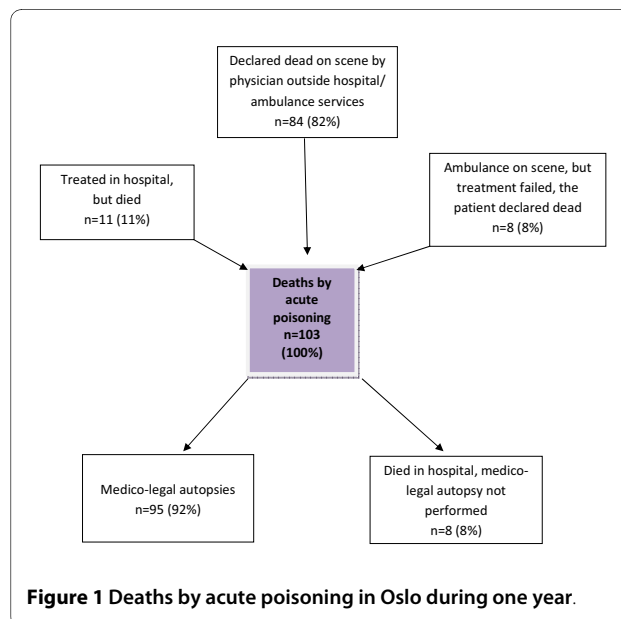 Declared dead on scene by
physician outside hospital/
ambulance services
n=84 (82%)
Treated in hospital,
but died
n=11 (11%)
Ambulance on scene, but
treatment failed, the
patient declared dead
n=8 (8%)
Deaths by
acute
poisoning
n=103
(100%)
Medico-legal autopsies
n=95 (92%)
Died in hospital, medico-
legal autopsy not
performed
n=8 (8%)
Figure 1 Deaths by acute poisoning in Oslo during one year.